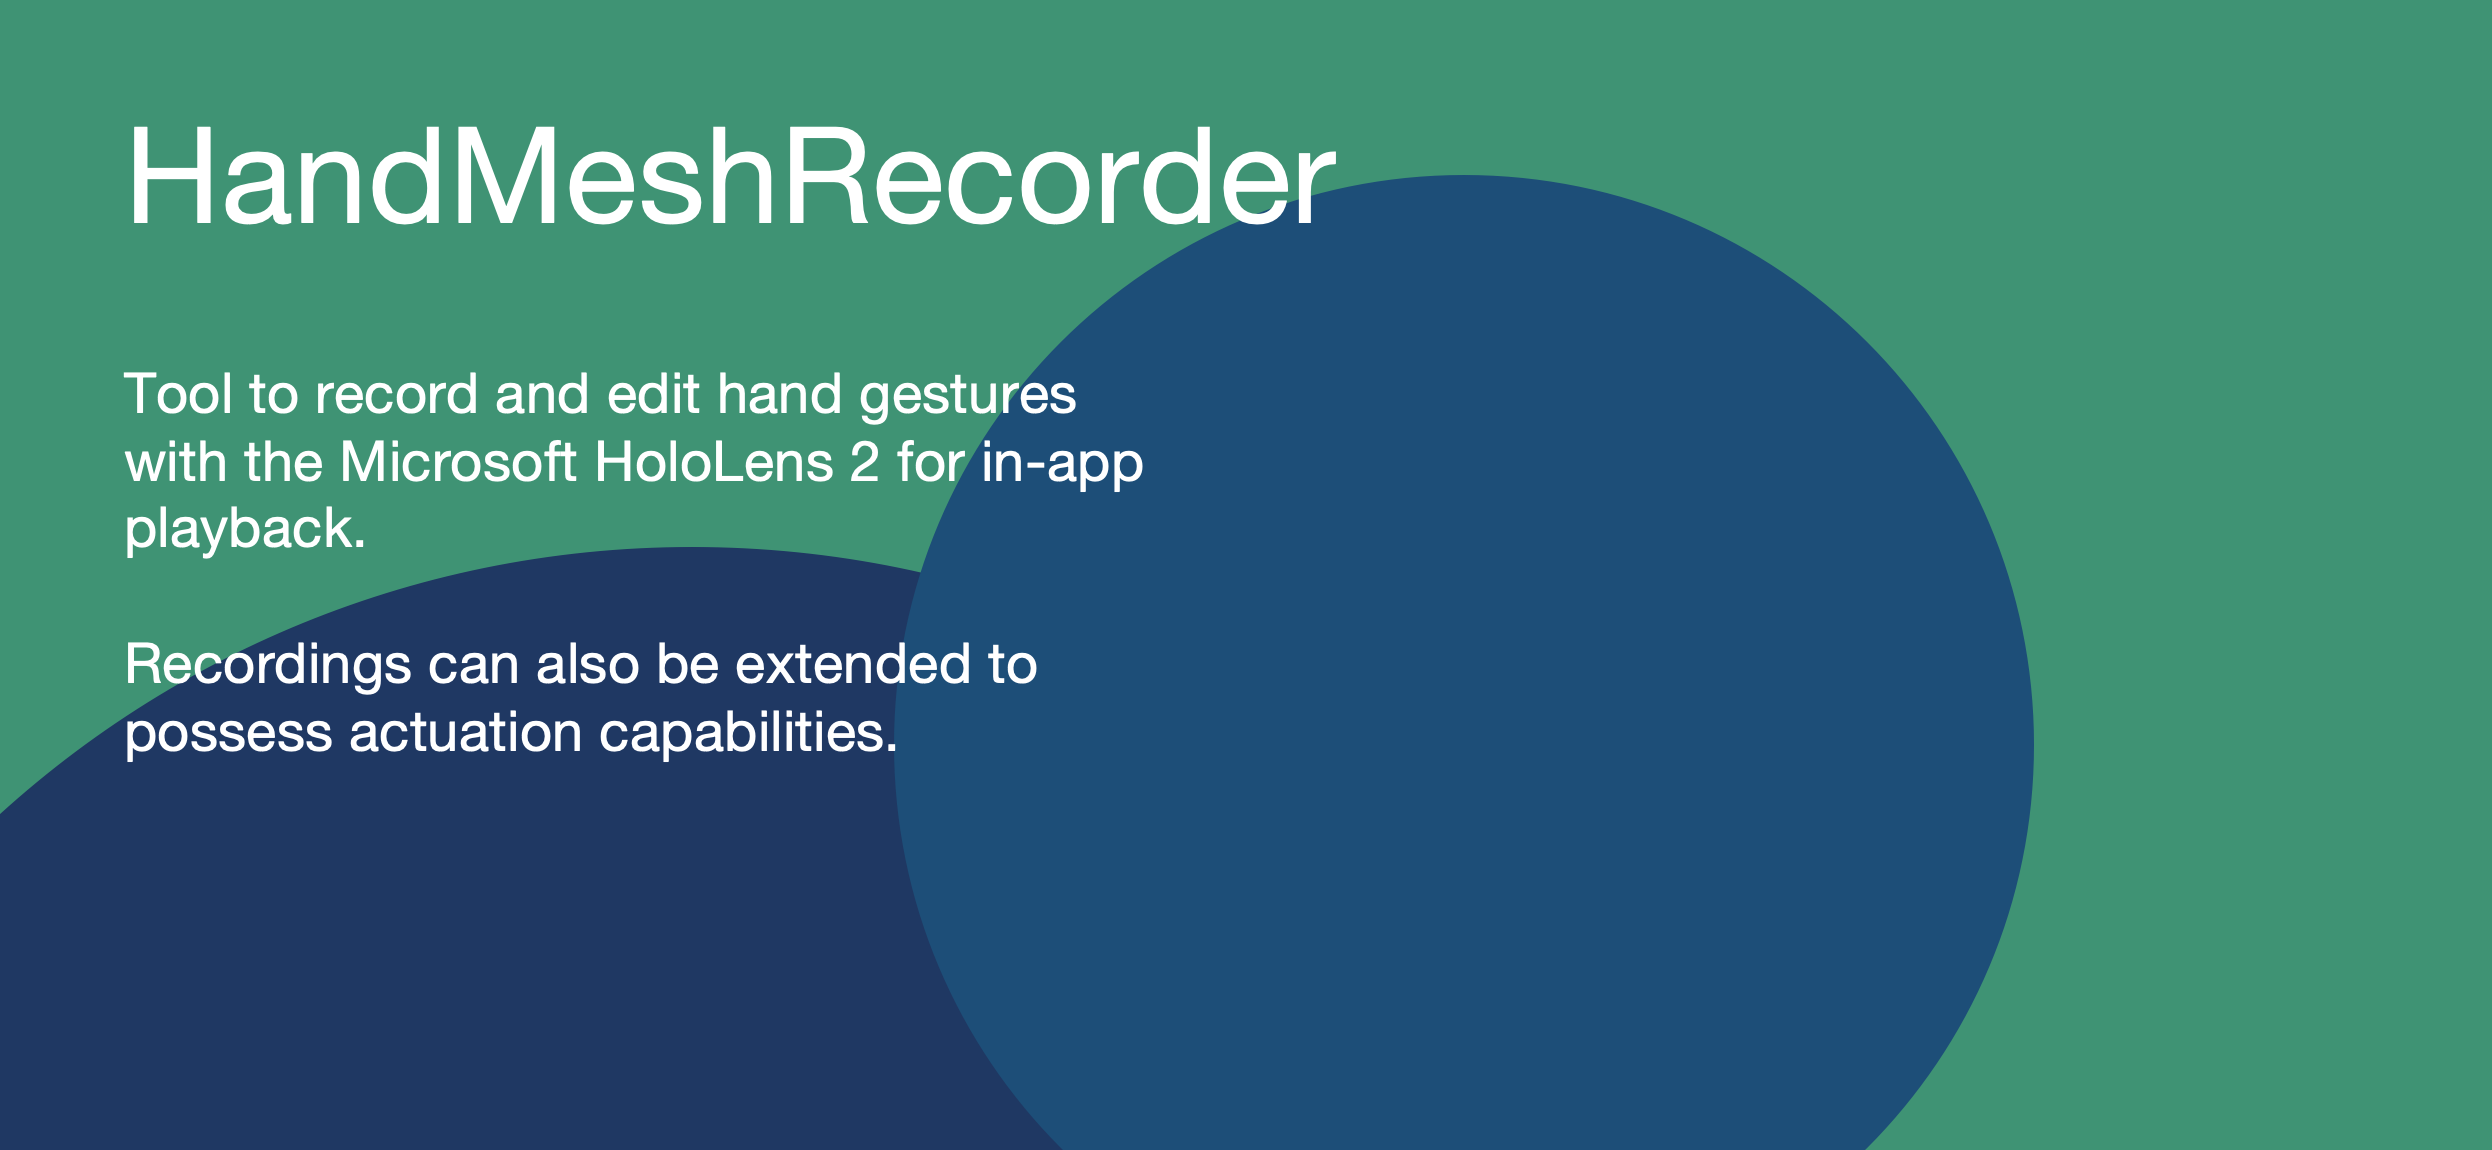 HandMeshRecorder
Tool to record and edit hand gestures
with the Microsoft HoloLens 2 for in-app
playback.
Recordings can also be extended to
possess actuation capabilities.